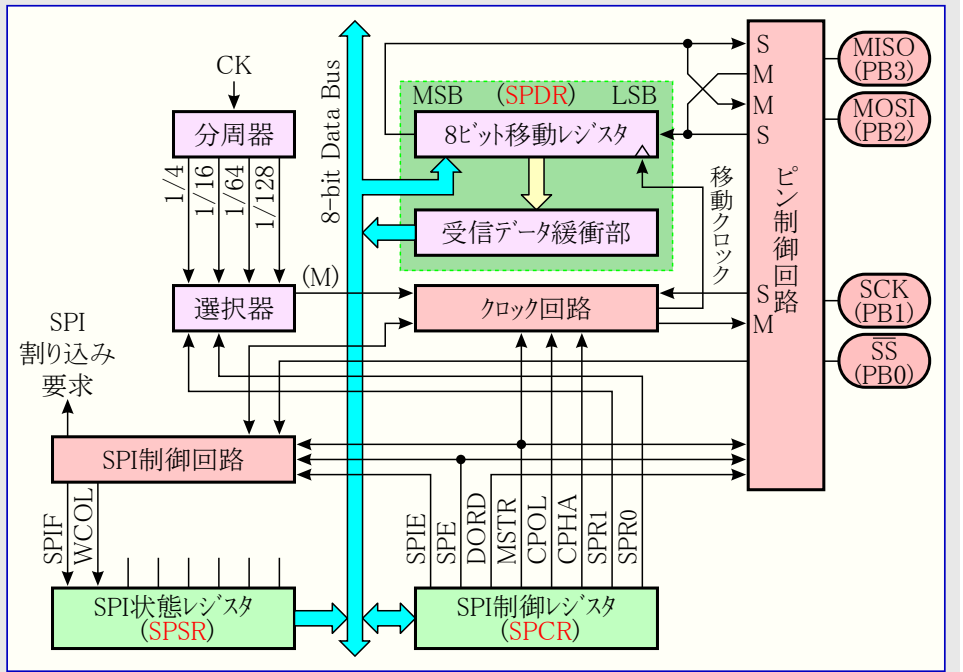 CK
分周器
1/4
1/16
1/64
1/128
選択器
(M)
8-bit Data Bus
MSB (SPDR) LSB
8ビット移動レジスタ
受信データ緩衝部
移動クロック
クロック回路
S
M
M
S
S
M
ピン制御回路
MISO
(PB3)
MOSI
(PB2)
SCK
(PB1)
SS
(PB0)
SPI
割り込み
要求
SPI制御回路
SPIF
WCOL
SPIE
SPE
DORD
MSTR
CPOL
CPHA
SPR1
SPR0
SPI状態レジスタ
(SPSR)
SPI制御レジスタ
(SPCR)